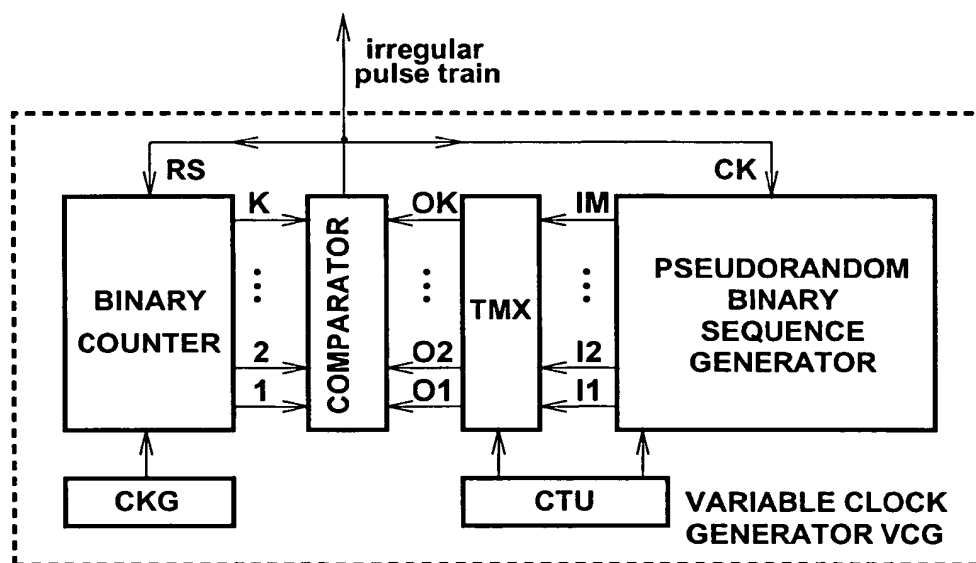 irregular
pulse train
RS
CK
K
OK
IM
BINARY
COUNTER
COMPARATOR
TMX
PSEUDORANDOM
BINARY
SEQUENCE
GENERATOR
2
O2
I2
1
O1
I1
CKG
CTU
VARIABLE CLOCK
GENERATOR VCG